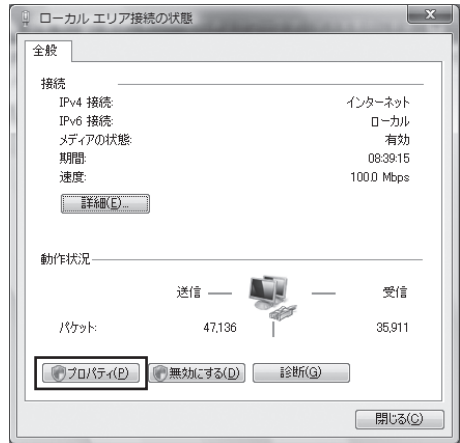 ローカル エリア接続の状態
全般
接続
IPv4 接続: インターネット
IPv6 接続: ローカル
メディアの状態: 有効
期間: 08:39:15
速度: 100.0 Mbps
詳細(E)...
動作状況
送信 受信
パケット: 47,136 35,911
プロパティ(P) 無効にする(D) 診断(G)
閉じる(C)